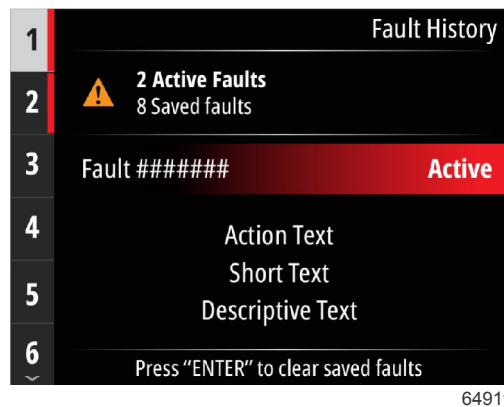 Fault History
1
2 Active Faults
8 Saved faults
2
3
Fault ####### Active
4
Action Text
Short Text
5
Descriptive Text
6
Press “ENTER” to clear saved faults
6491